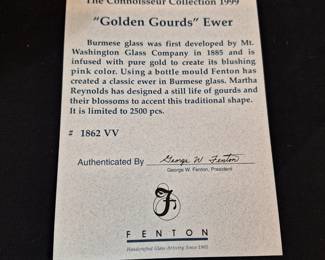 The Connoisseur Collection 1999
"Golden Gourds" Ewer
Burmese glass was first developed by Mt.
Washington Glass Company in 1885 and is
infused with pure gold to create its blushing
pink color. Using a bottle mould Fenton has
created a classic ewer in Burmese glass. Martha
Reynolds has designed a still life of gourds and
their blossoms to accent this traditional shape.
It is limited to 2500 pcs.
# 1862 VV
Authenticated By George W. Fenton
George W. Fenton, President
F
FENTON
Handcrafted Glass Artistry Since 1905